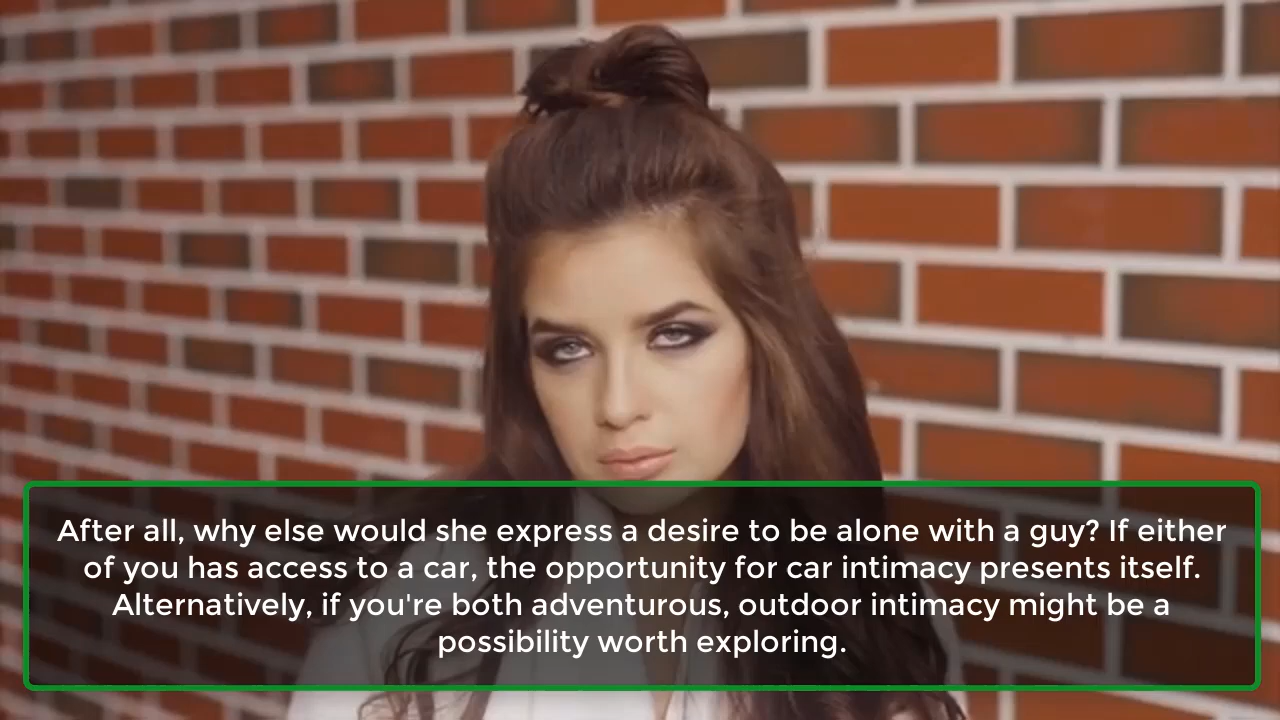 After all, why else would she express a desire to be alone with a guy? If either
of you has access to a car, the opportunity for car intimacy presents itself.
Alternatively, if you're both adventurous, outdoor intimacy might be a
possibility worth exploring.